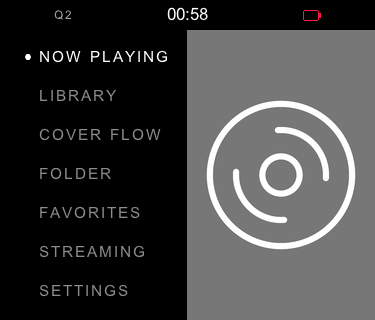 Q2
00:58
NOW PLAYING
LIBRARY
COVER FLOW
FOLDER
FAVORITES
STREAMING
SETTINGS